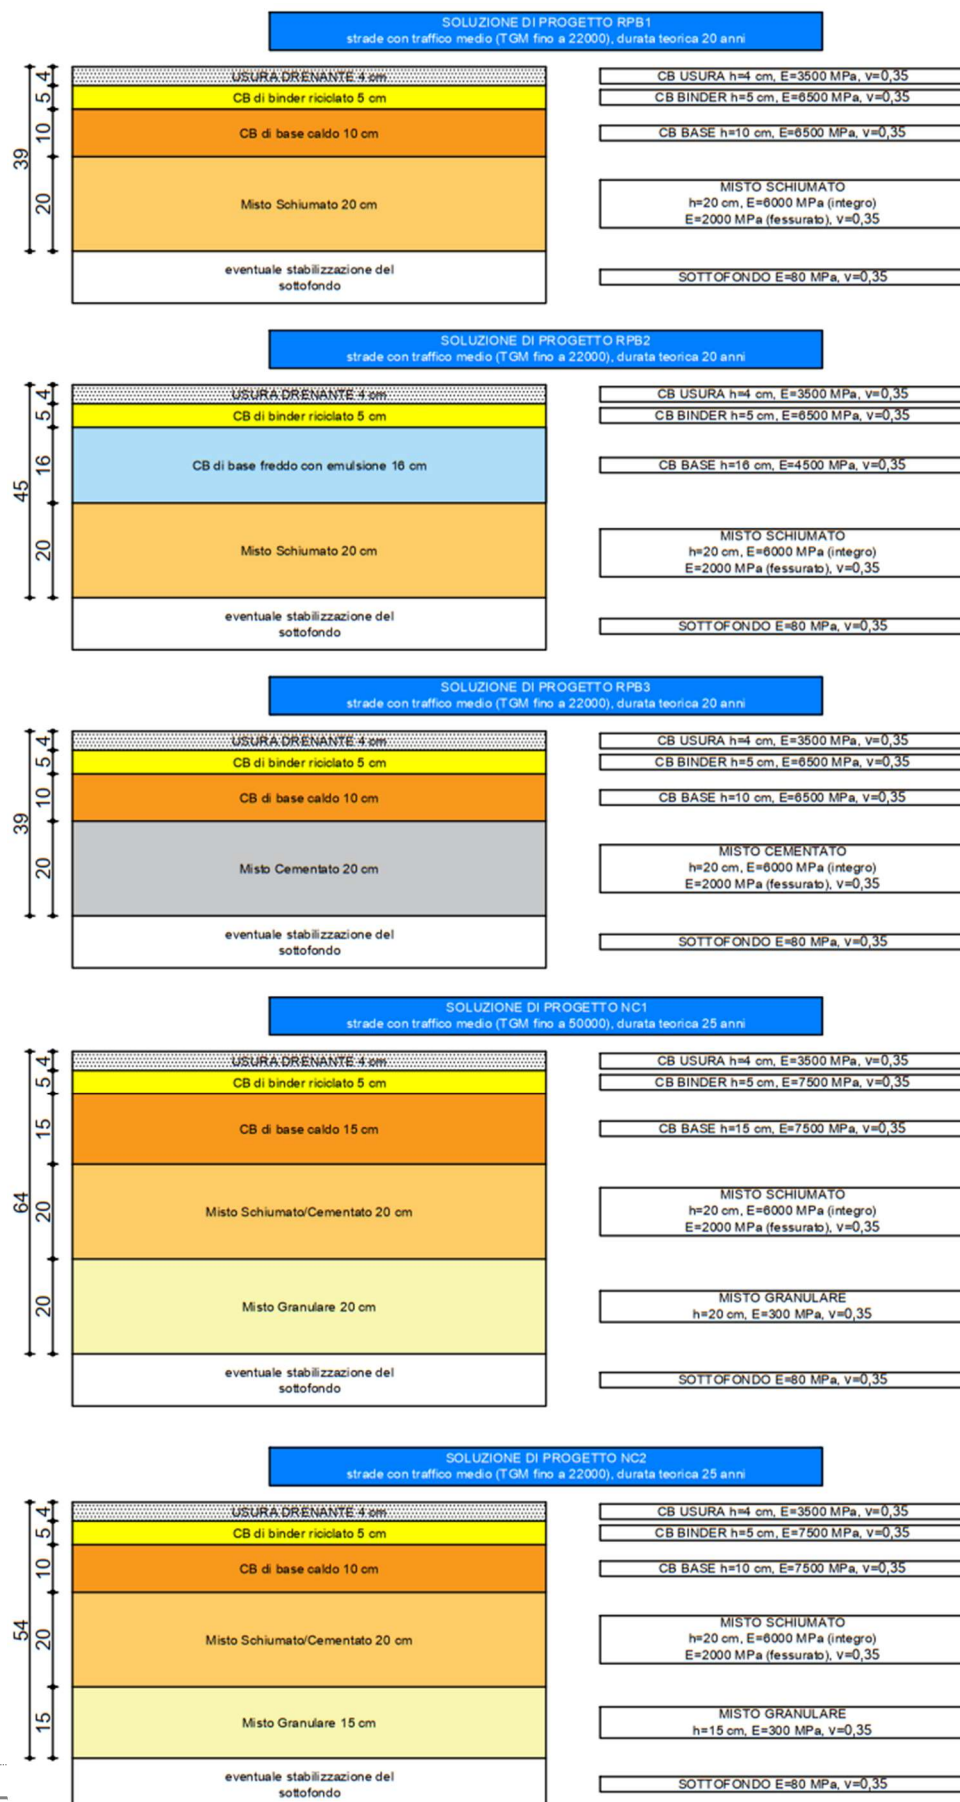 SOLUZIONE DI PROGETTO RPB1
strade con traffico medio (TGM fino a 22000), durata teorica 20 anni
39
4
5
10
20
USURA DRENANTE 4 cm
CB di binder riciclato 5 cm
CB di base caldo 10 cm
Misto Schiumato 20 cm
eventuale stabilizzazione del
sottofondo
CB USURA h=4 cm, E=3500 MPa, v=0,35
CB BINDER h=5 cm, E=6500 MPa, v=0,35
CB BASE h=10 cm, E=6500 MPa, v=0,35
MISTO SCHIUMATO
h=20 cm, E=6000 MPa (integro)
E=2000 MPa (fessurato), v=0,35
SOTTOFONDO E=80 MPa, v=0,35
SOLUZIONE DI PROGETTO RPB2
strade con traffico medio (TGM fino a 22000), durata teorica 20 anni
45
4
5
16
20
USURA DRENANTE 4 cm
CB di binder riciclato 5 cm
CB di base freddo con emulsione 16 cm
Misto Schiumato 20 cm
eventuale stabilizzazione del
sottofondo
CB USURA h=4 cm, E=3500 MPa, v=0,35
CB BINDER h=5 cm, E=6500 MPa, v=0,35
CB BASE h=16 cm, E=4500 MPa, v=0,35
MISTO SCHIUMATO
h=20 cm, E=6000 MPa (integro)
E=2000 MPa (fessurato), v=0,35
SOTTOFONDO E=80 MPa, v=0,35
SOLUZIONE DI PROGETTO RPB3
strade con traffico medio (TGM fino a 22000), durata teorica 20 anni
39
4
5
10
20
USURA DRENANTE 4 cm
CB di binder riciclato 5 cm
CB di base caldo 10 cm
Misto Cementato 20 cm
eventuale stabilizzazione del
sottofondo
CB USURA h=4 cm, E=3500 MPa, v=0,35
CB BINDER h=5 cm, E=6500 MPa, v=0,35
CB BASE h=10 cm, E=6500 MPa, v=0,35
MISTO CEMENTATO
h=20 cm, E=6000 MPa (integro)
E=2000 MPa (fessurato), v=0,35
SOTTOFONDO E=80 MPa, v=0,35
SOLUZIONE DI PROGETTO NC1
strade con traffico medio (TGM fino a 50000), durata teorica 25 anni
64
4
5
15
20
20
USURA DRENANTE 4 cm
CB di binder riciclato 5 cm
CB di base caldo 15 cm
Misto Schiumato/Cementato 20 cm
Misto Granulare 20 cm
eventuale stabilizzazione del
sottofondo
CB USURA h=4 cm, E=3500 MPa, v=0,35
CB BINDER h=5 cm, E=7500 MPa, v=0,35
CB BASE h=15 cm, E=7500 MPa, v=0,35
MISTO SCHIUMATO
h=20 cm, E=6000 MPa (integro)
E=2000 MPa (fessurato), v=0,35
MISTO GRANULARE
h=20 cm, E=300 MPa, v=0,35
SOTTOFONDO E=80 MPa, v=0,35
SOLUZIONE DI PROGETTO NC2
strade con traffico medio (TGM fino a 22000), durata teorica 25 anni
54
4
5
10
20
15
USURA DRENANTE 4 cm
CB di binder riciclato 5 cm
CB di base caldo 10 cm
Misto Schiumato/Cementato 20 cm
Misto Granulare 15 cm
eventuale stabilizzazione del
sottofondo
CB USURA h=4 cm, E=3500 MPa, v=0,35
CB BINDER h=5 cm, E=7500 MPa, v=0,35
CB BASE h=10 cm, E=7500 MPa, v=0,35
MISTO SCHIUMATO
h=20 cm, E=6000 MPa (integro)
E=2000 MPa (fessurato), v=0,35
MISTO GRANULARE
h=15 cm, E=300 MPa, v=0,35
SOTTOFONDO E=80 MPa, v=0,35